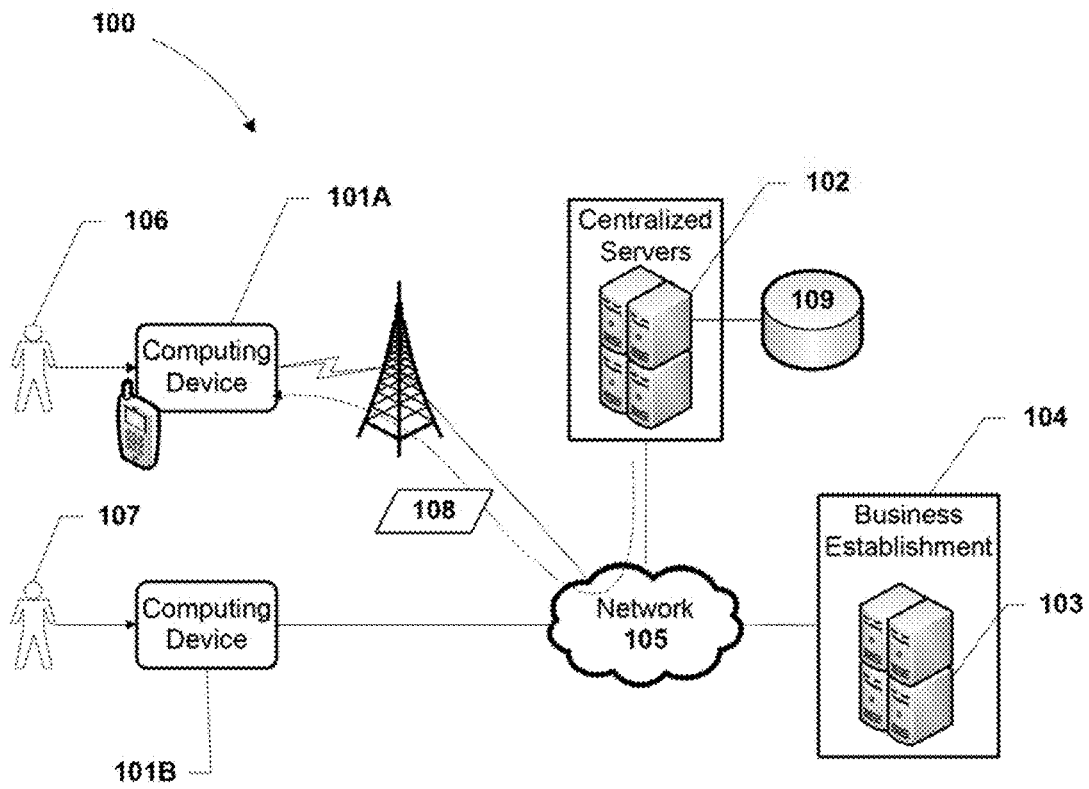 100
101A
102
106
Centralized
Servers
109
Computing
Device
104
108
Business
Establishment
107
Computing
Device
Network
105
103
101B